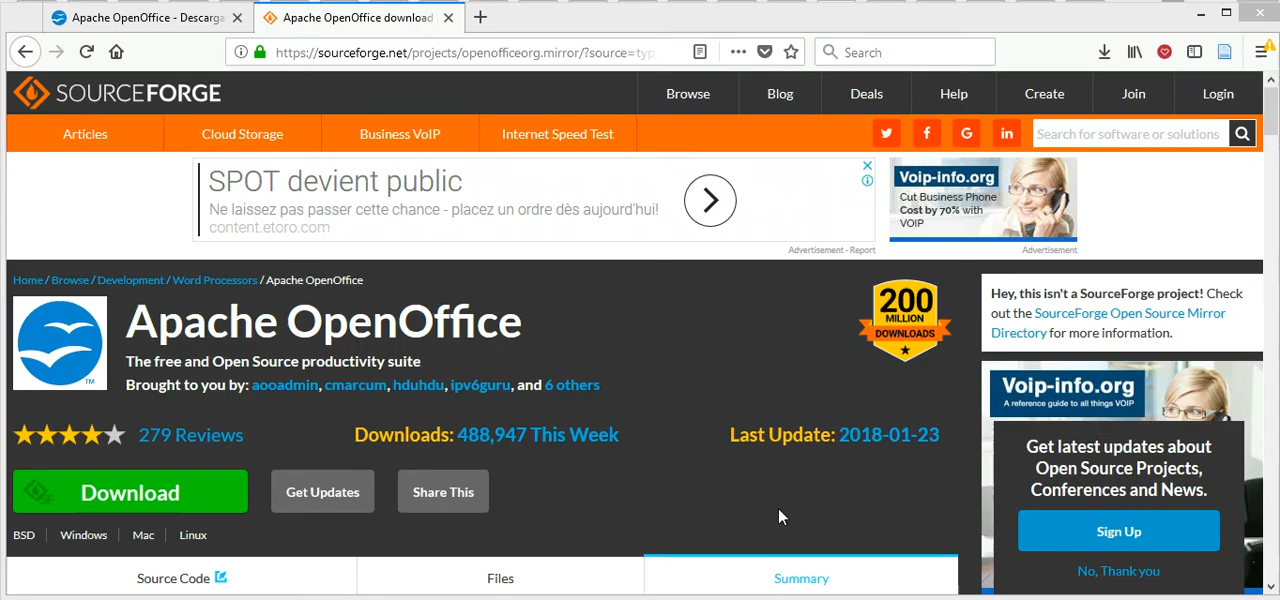 Apache OpenOffice - Descarga
Apache OpenOffice download
https://sourceforge.net/projects/openofficeorg.mirror/?source=typ
Search
SOURCEFORGE
Browse
Blog
Deals
Help
Create
Join
Login
Articles
Cloud Storage
Business VoIP
Internet Speed Test
Search for software or solutions
SPOT devient public
Ne laissez pas passer cette chance - placez un ordre dès aujourd'hui!
content.etoro.com
Advertisement - Report
Voip-info.org
Cut Business Phone
Cost by 70% with
VOIP
Advertisement
Home / Browse / Development / Word Processors / Apache OpenOffice
Apache OpenOffice
The free and Open Source productivity suite
Brought to you by: aooadmin, cmarcum, hduhdu, ipv6guru, and 6 others
TM
200
MILLION
DOWNLOADS
Hey, this isn't a SourceForge project! Check
out the SourceForge Open Source Mirror
Directory for more information.
279 Reviews
Downloads: 488,947 This Week
Last Update: 2018-01-23
Download
Get Updates
Share This
BSD
Windows
Mac
Linux
Source Code
Files
Summary
Voip-info.org
A reference guide to all things VOIP
Get latest updates about
Open Source Projects,
Conferences and News.
Sign Up
No, Thank you